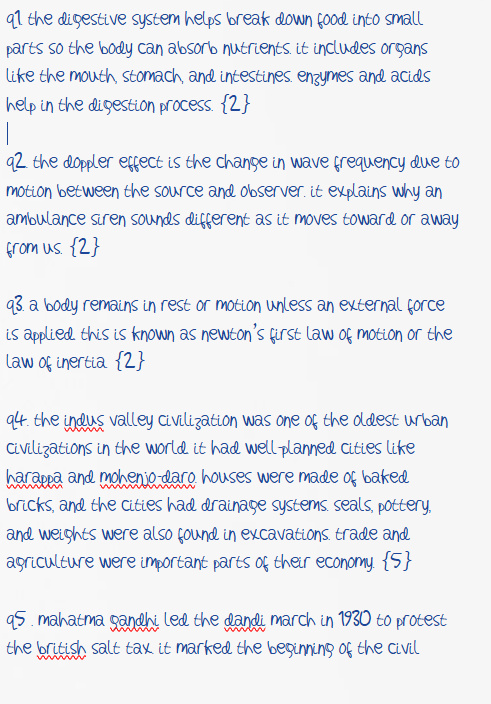 q1. the digestive system helps break down food into small
parts so the body can absorb nutrients. it includes organs
like the mouth, stomach, and intestines. enzymes and acids
help in the digestion process. {2}
q2. the doppler effect is the change in wave frequency due to
motion between the source and observer. it explains why an
ambulance siren sounds different as it moves toward or away
from us. {2}
q3. a body remains in rest or motion unless an external force
is applied. this is known as newton's first law of motion or the
law of inertia. {2}
q4. the indus valley civilization was one of the oldest urban
civilizations in the world. it had well-planned cities like
harappa and mohenjo-daro. houses were made of baked
bricks, and the cities had drainage systems. seals, pottery,
and weights were also found in excavations. trade and
agriculture were important parts of their economy. {5}
q5 . mahatma gandhi led the dandi march in 1930 to protest
the british salt tax. it marked the beginning of the civil